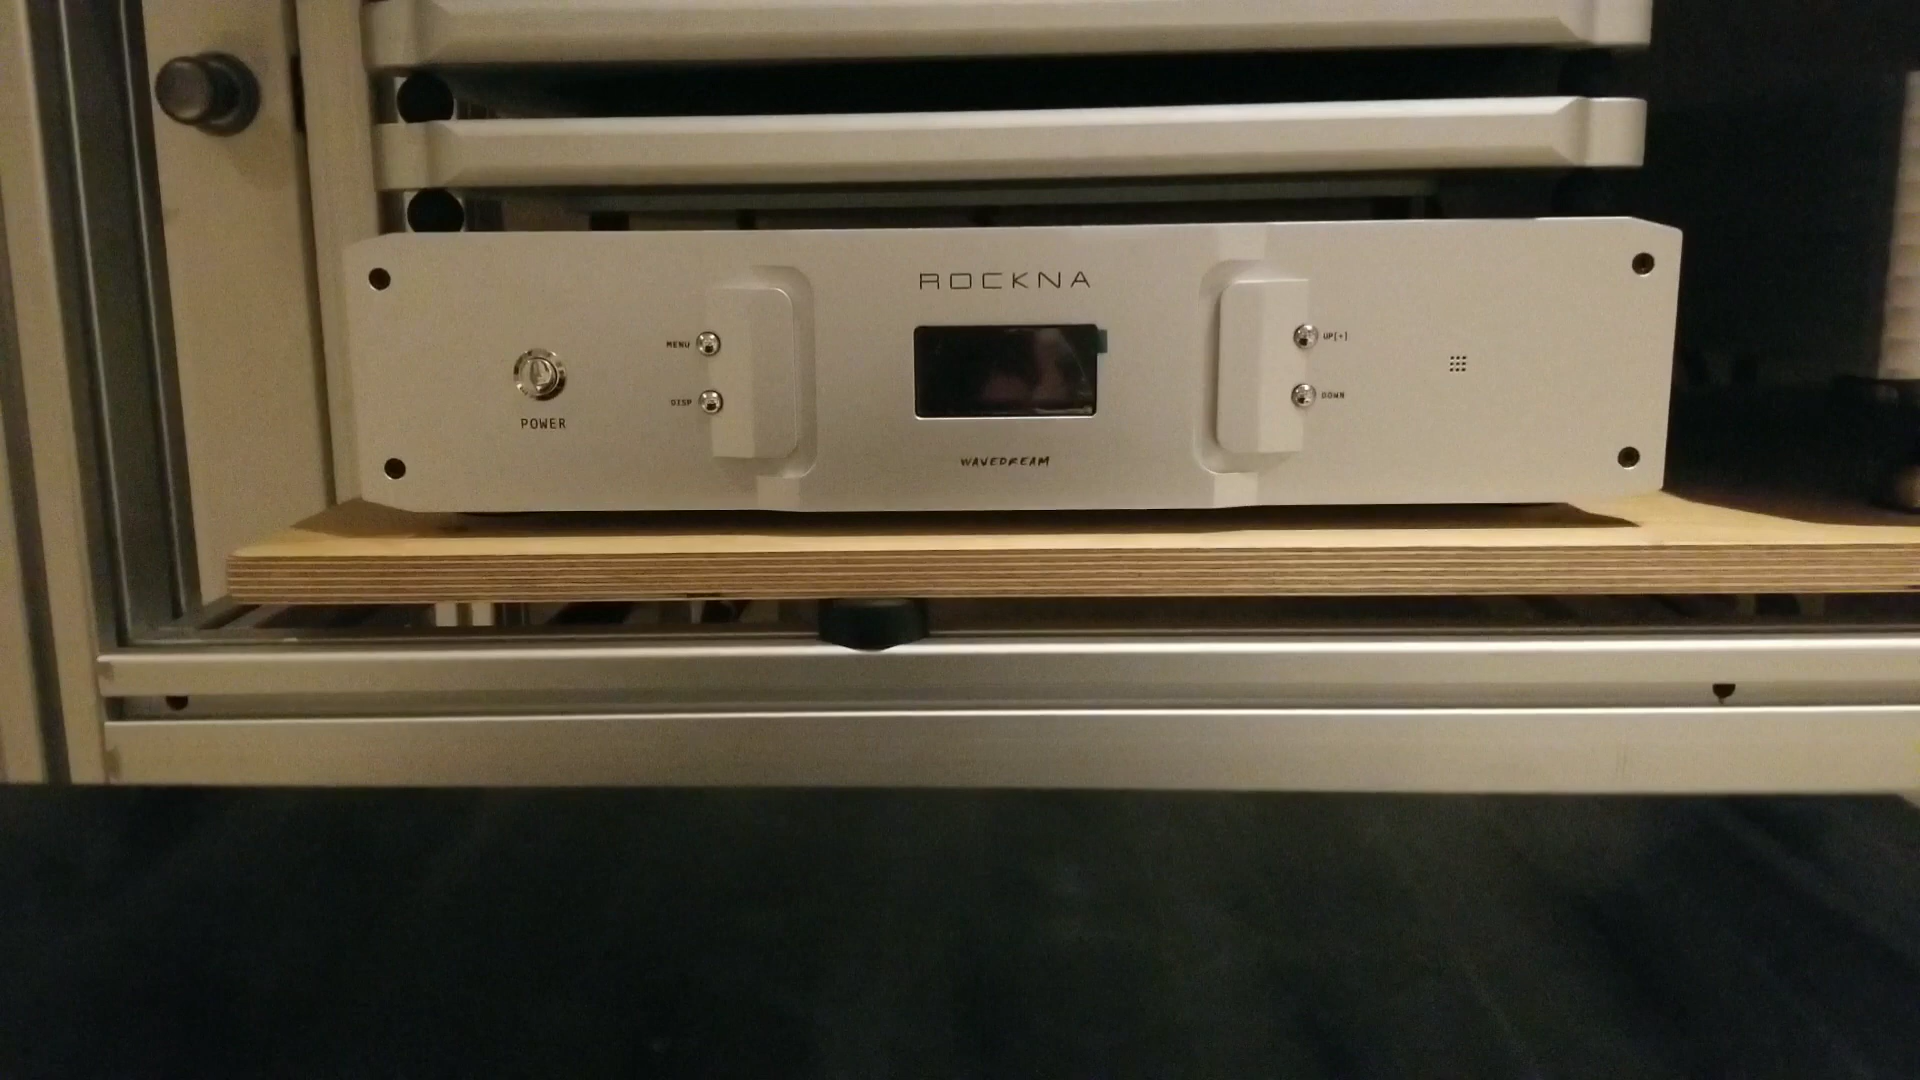 ROCKNA
MENU
UP[+]
DISP
DOWN
POWER
WAVEDREAM